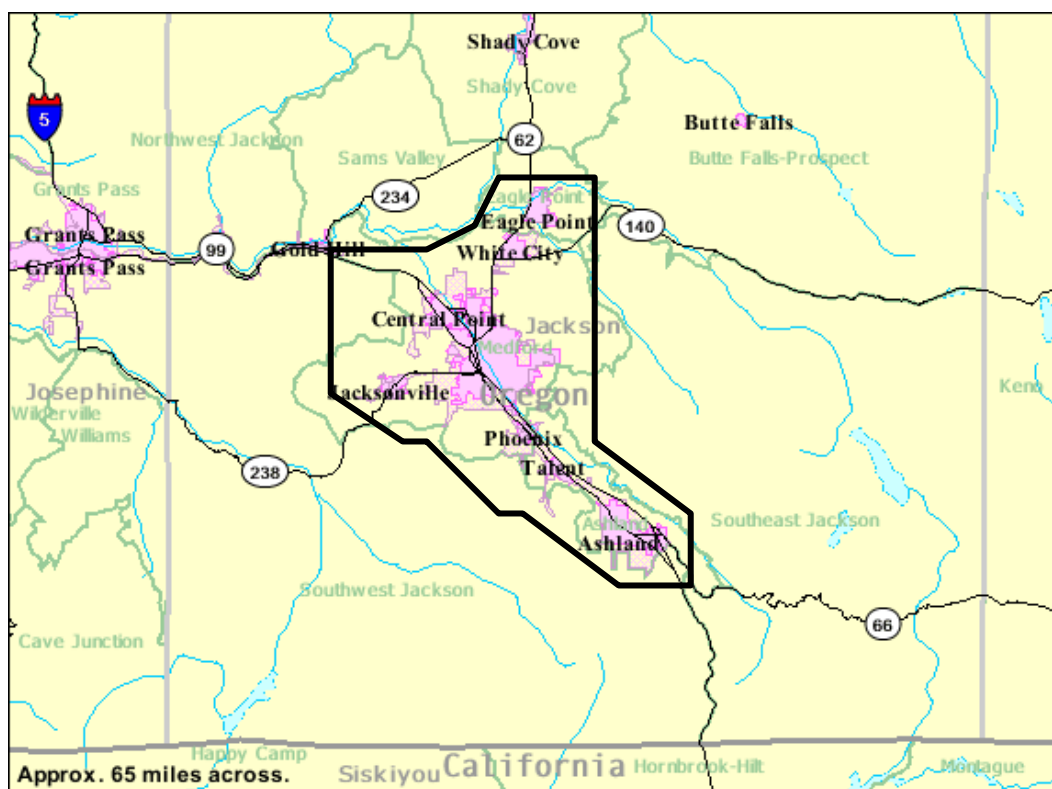 Shady Cove
Shady Cove
5
Butte Falls
62
Northwest Jackson
Sams Valley
Butte Falls-Prospect
Grants Pass
234
Eagle Point
Eagle Point
140
Grants Pass
99
Gold Hill
White City
Grants Pass
Central Point
Jackson
Medford
Josephine
Jacksonville
Oregon
Keno
Wilderville
Williams
Phoenix
238
Talent
Ashland
Southeast Jackson
Ashland
Southwest Jackson
66
Cave Junction
Happy Camp
Approx. 65 miles across.
Siskiyou
California
Hornbrook-Hilt
Montague